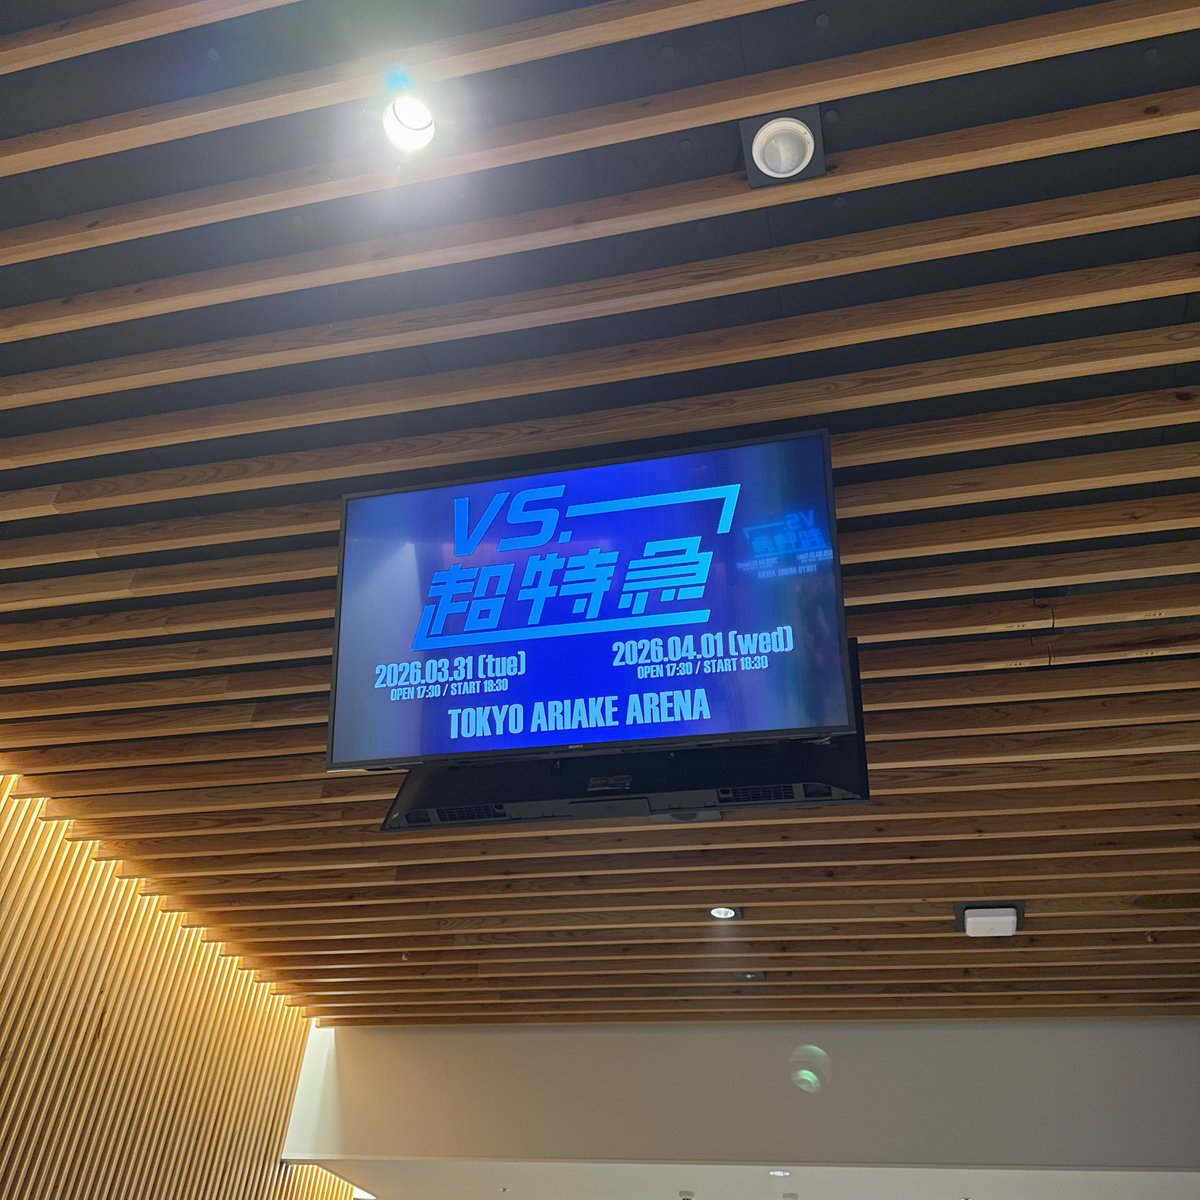 VS.
超特急
2026.03.31 (tue)
OPEN 17:30 / START 18:30
2026.04.01 (wed)
OPEN 17:30 / START 18:30
TOKYO ARIAKE ARENA
SONY